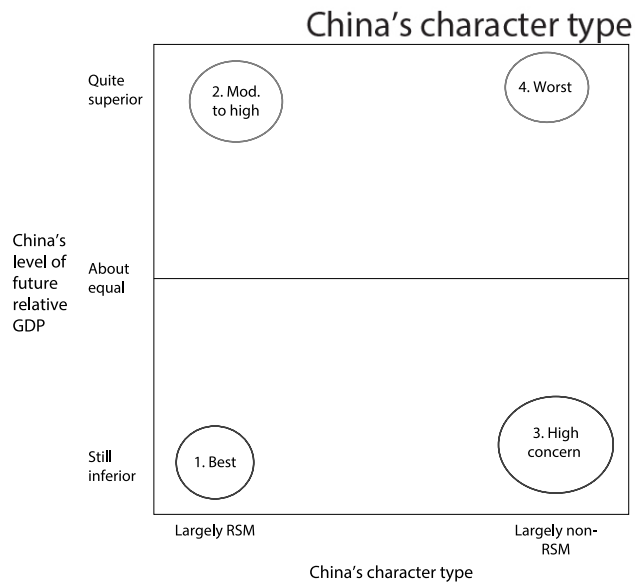 China's character type
Quite
superior
2. Mod.
to high
4. Worst
China's
level of
future
relative
GDP
About
equal
Still
inferior
1. Best
3. High
concern
Largely RSM
Largely non-
RSM
China's character type